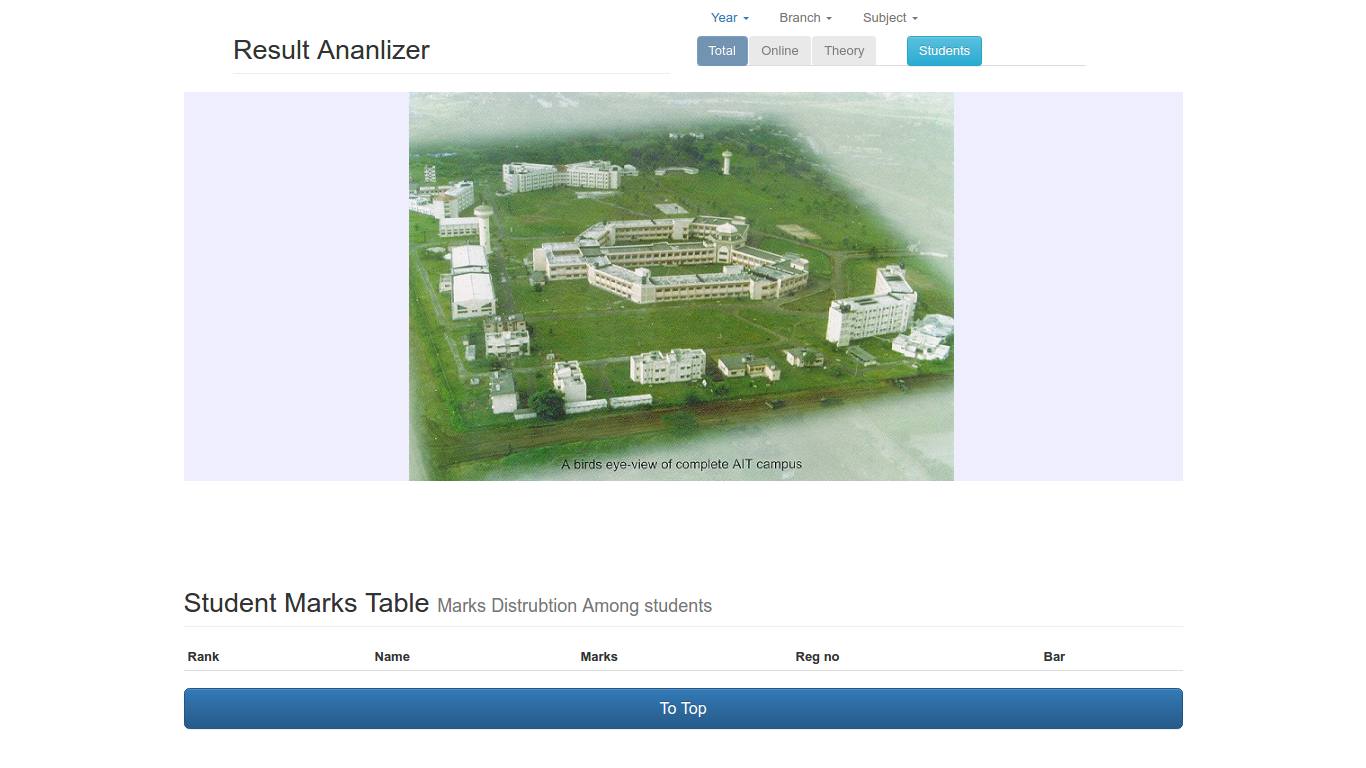 Year Branch Subject
Result Ananlizer
Total Online Theory Students
A birds eye-view of complete AIT campus
Student Marks Table Marks Distrubtion Among students
Rank Name Marks Reg no Bar
To Top